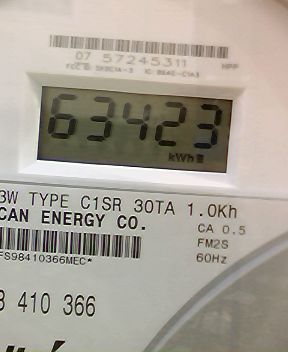 07 57245311
HPP
63423
kWh
3W TYPE C1SR 30TA 1.0Kh
CAN ENERGY CO.
CA 0.5
FM2S
60Hz
FS98410366MEC*
410 366